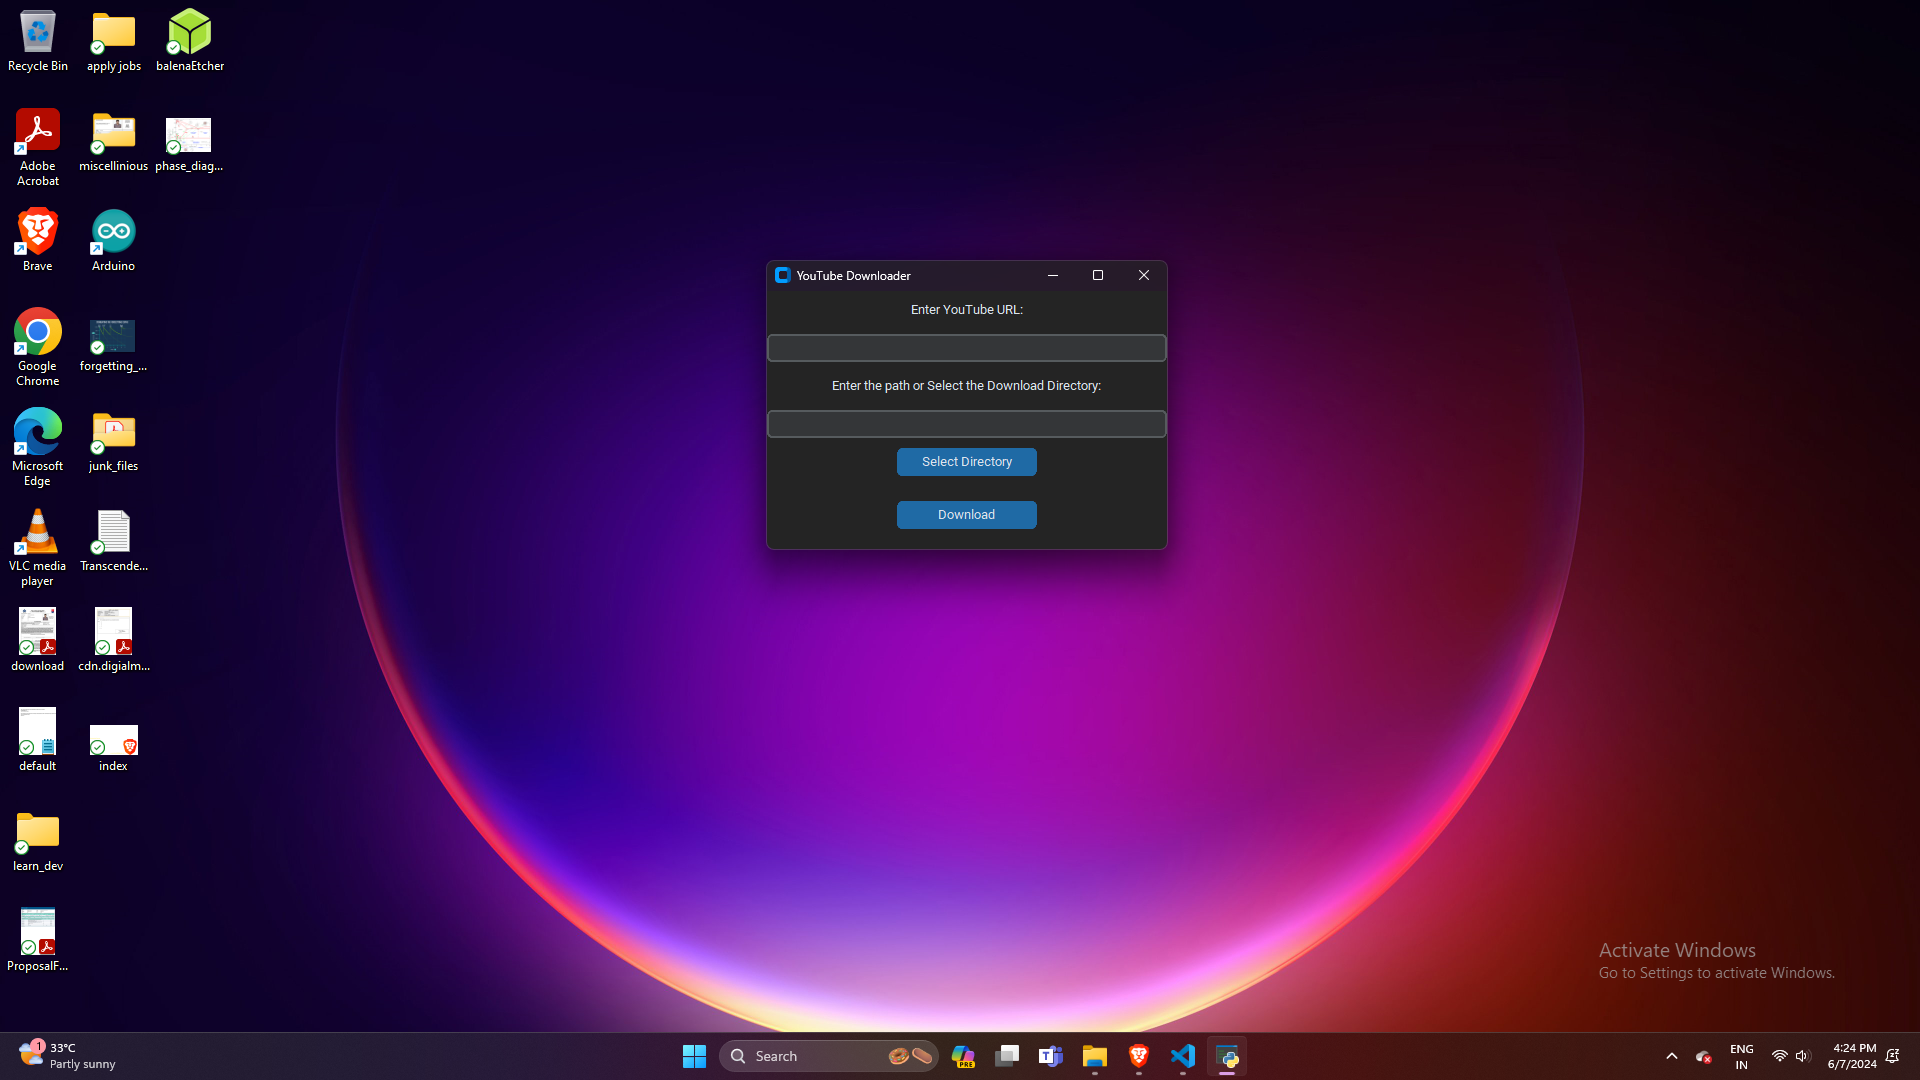 Recycle Bin
apply jobs
balenaEtcher
Adobe
Acrobat
miscellinious
phase_diag...
Brave
Arduino
Google
Chrome
forgetting_...
Microsoft
Edge
junk_files
VLC media
player
Transcende...
download
cdn.digialm...
default
index
learn_dev
ProposalF...
YouTube Downloader
Enter YouTube URL:
Enter the path or Select the Download Directory:
Select Directory
Download
Activate Windows
Go to Settings to activate Windows.
1
33°C
Partly sunny
Search
PRE
ENG
IN
4:24 PM
6/7/2024